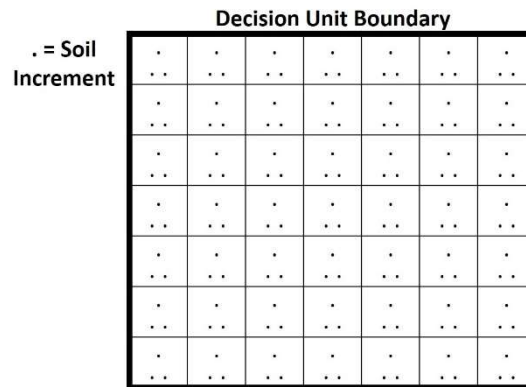 Decision Unit Boundary
. = Soil
Increment